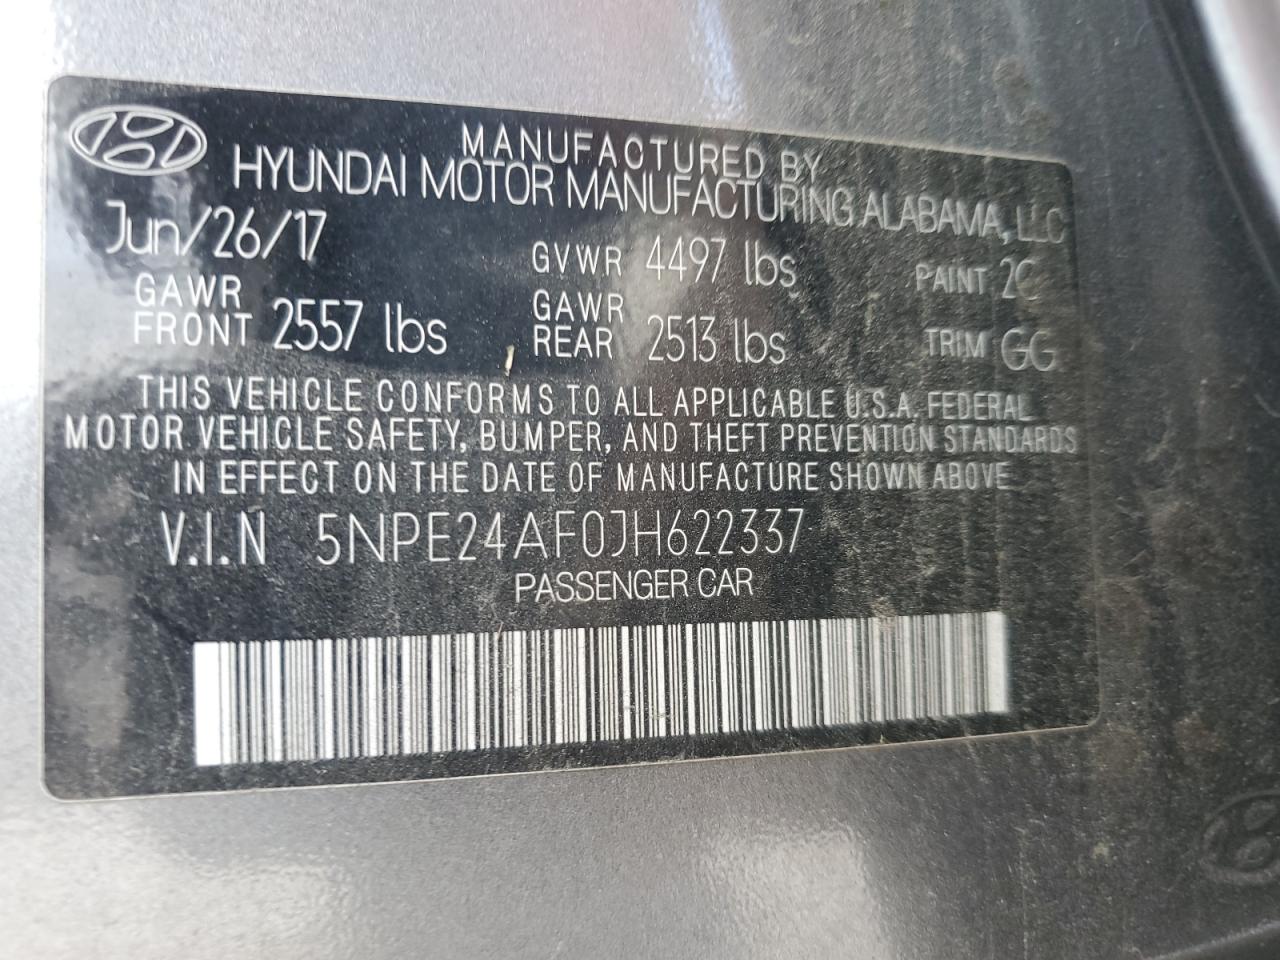 MANUFACTURED BY
HYUNDAI MOTOR MANUFACTURING ALABAMA, LLC
Jun/26/17 GVWR 4497 lbs PAINT 2C
GAWR FRONT 2557 lbs GAWR REAR 2513 lbs TRIM GG
THIS VEHICLE CONFORMS TO ALL APPLICABLE U.S.A. FEDERAL
MOTOR VEHICLE SAFETY, BUMPER, AND THEFT PREVENTION STANDARDS
IN EFFECT ON THE DATE OF MANUFACTURE SHOWN ABOVE
V.I.N 5NPE24AF0JH622337
PASSENGER CAR